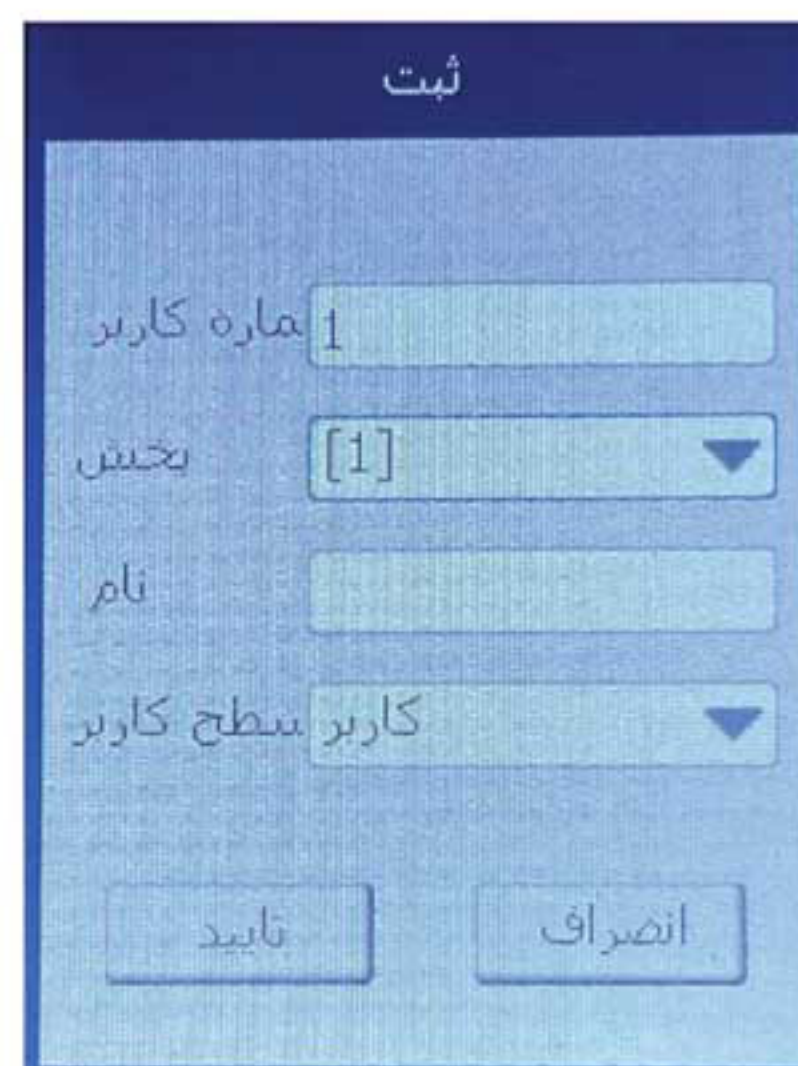 ثبت
ماره کاربر 1
بخش [1]
نام
سطح کاربر کاربر
تایید انصراف